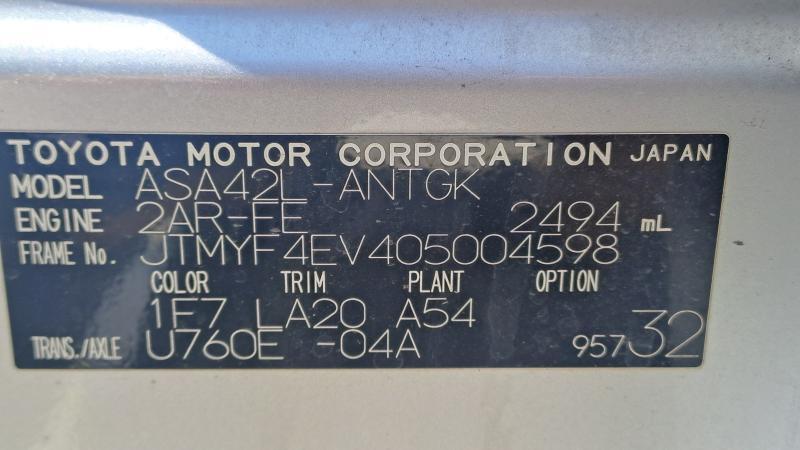 TOYOTA MOTOR CORPORATION JAPAN
MODEL ASA42L-ANTGK
ENGINE 2AR-FE 2494 mL
FRAME No. JTMYF4EV405004598
COLOR TRIM PLANT OPTION
1F7 LA20 A54
TRANS./AXLE U760E -04A 95732